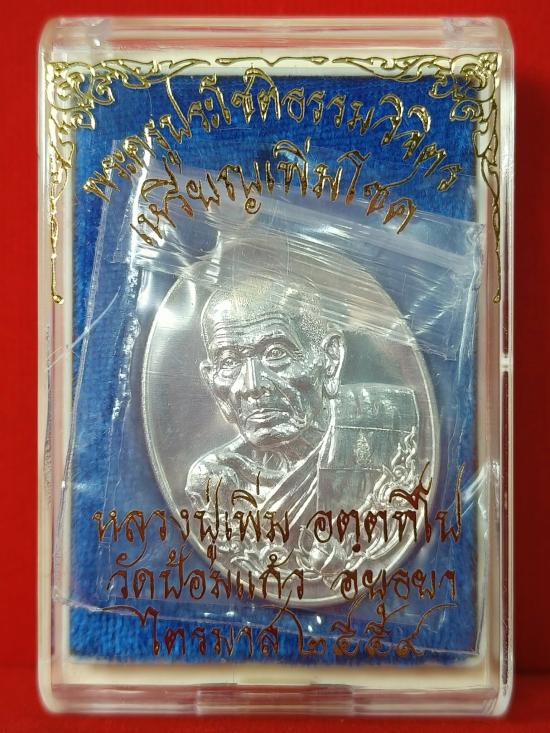 พระครูประโชติธรรมวิจิตร
เหรียญเพิ่มโชค
หลวงปู่เพิ่ม อตฺตทีโป
วัดป้อมแก้ว อยุธยา
ไตรมาส ๒๕๕๙